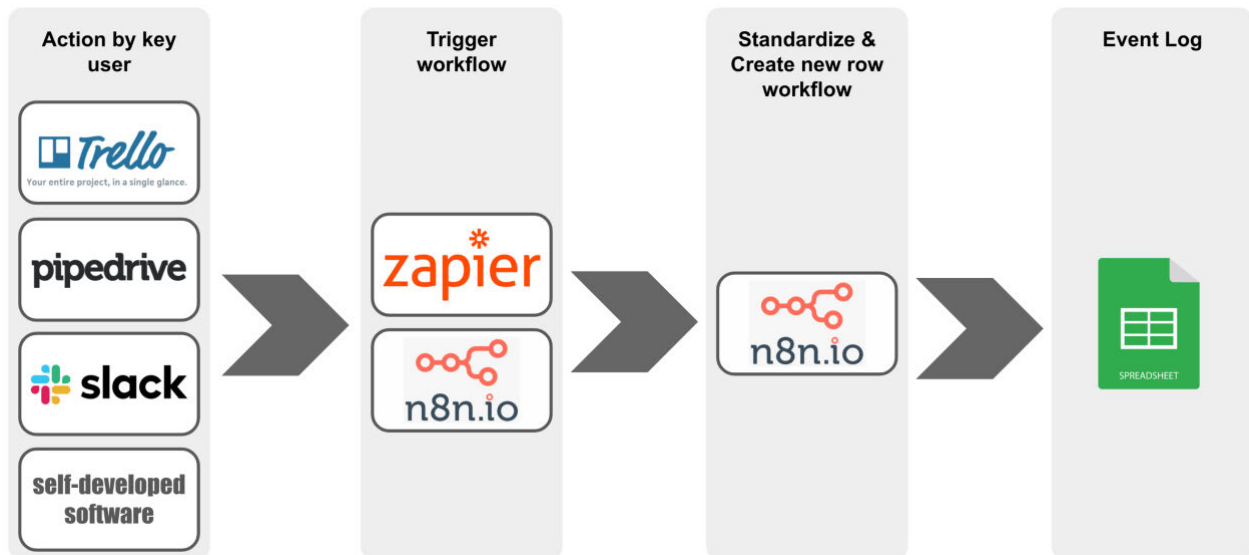 Action by key
user
Trello
Your entire project, in a single glance.
pipedrive
slack
self-developed
software
Trigger
workflow
zapier
n8n.io
Standardize &
Create new row
workflow
n8n.io
Event Log
SPREADSHEET